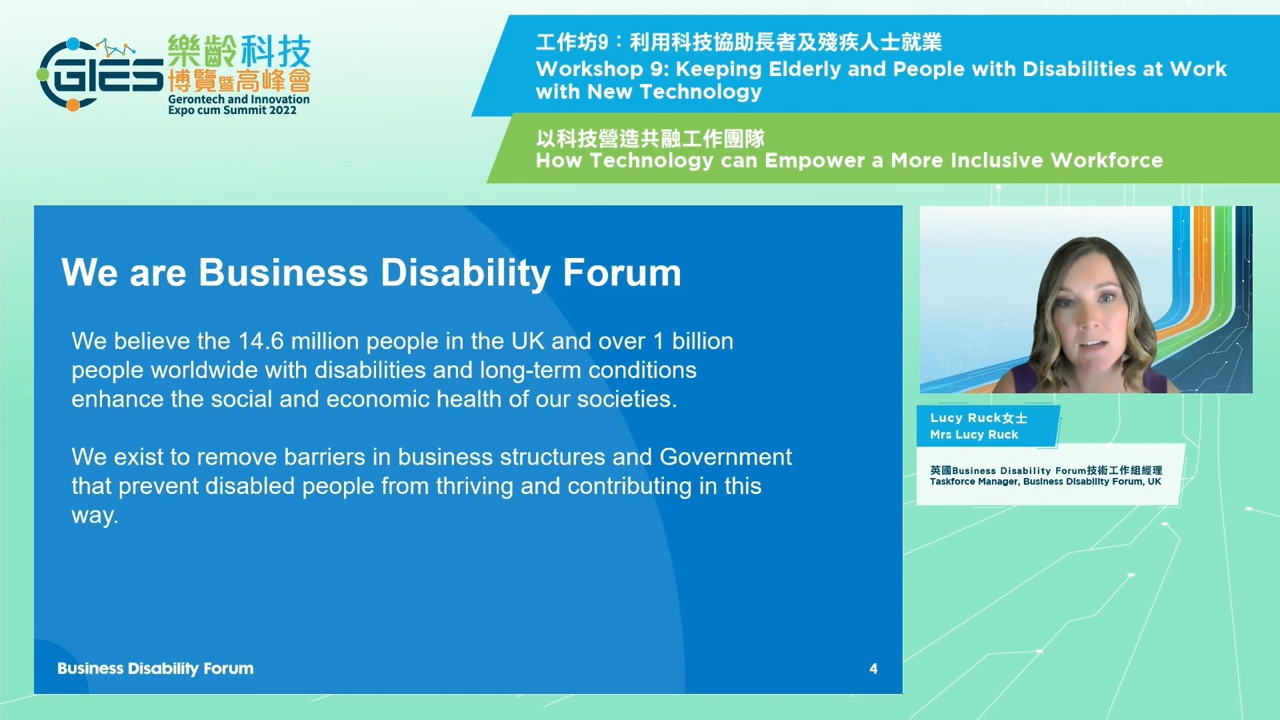 GIES
樂齡科技
博覽暨高峰會
Gerontech and Innovation
Expo cum Summit 2022
工作坊9：利用科技協助長者及殘疾人士就業
Workshop 9: Keeping Elderly and People with Disabilities at Work
with New Technology
以科技營造共融工作團隊
How Technology can Empower a More Inclusive Workforce
We are Business Disability Forum
We believe the 14.6 million people in the UK and over 1 billion
people worldwide with disabilities and long-term conditions
enhance the social and economic health of our societies.
We exist to remove barriers in business structures and Government
that prevent disabled people from thriving and contributing in this
way.
Business Disability Forum
4
Lucy Ruck女士
Mrs Lucy Ruck
英國Business Disability Forum技術工作組經理
Taskforce Manager, Business Disability Forum, UK